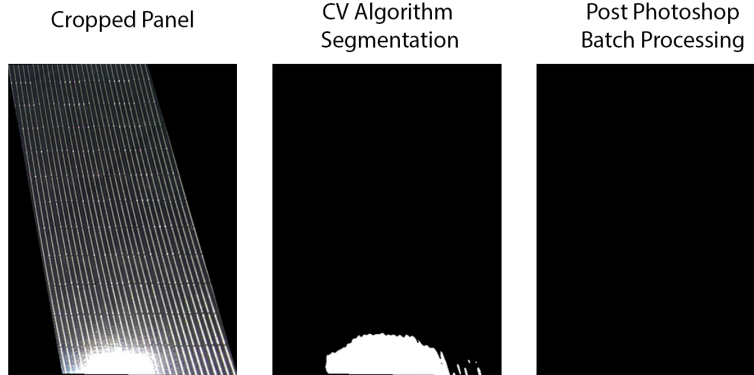 Cropped Panel
CV Algorithm
Segmentation
Post Photoshop
Batch Processing